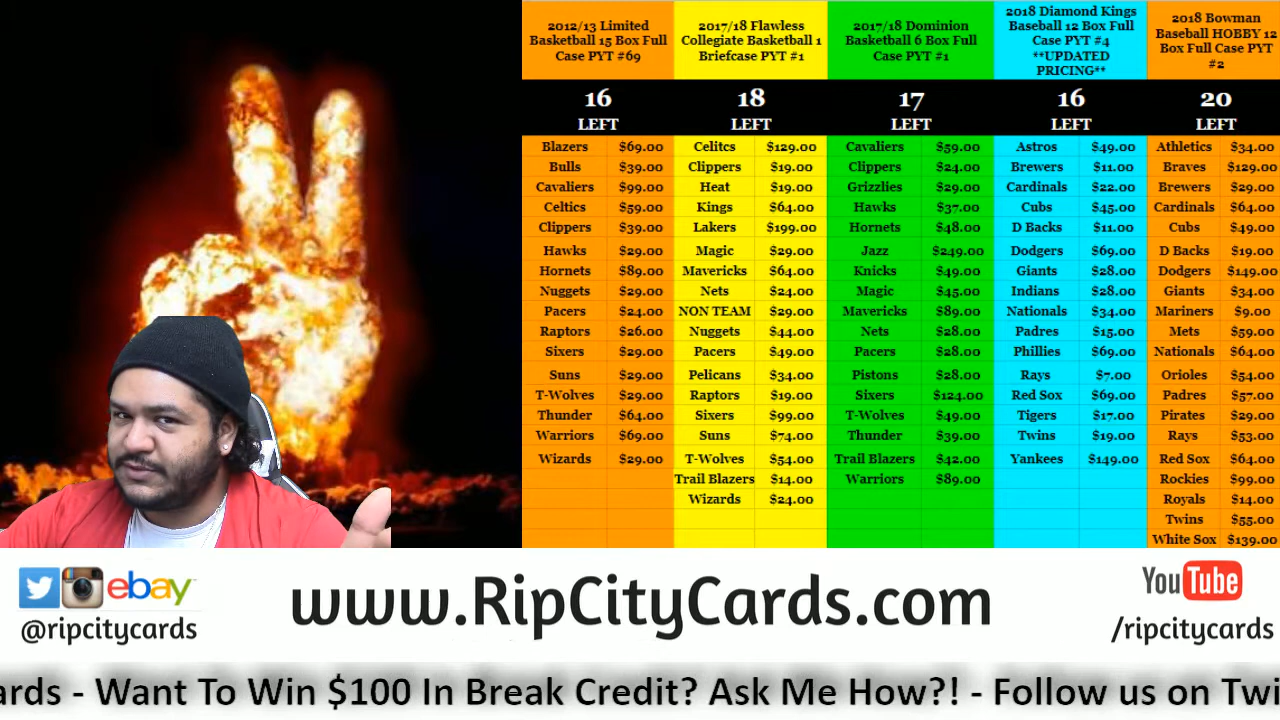 2012/13 Limited
Basketball 15 Box Full
Case PYT #69
16
LEFT
Blazers $69.00
Bulls $39.00
Cavaliers $99.00
Celtics $59.00
Clippers $39.00
Hawks $29.00
Hornets $89.00
Nuggets $29.00
Pacers $24.00
Raptors $26.00
Sixers $29.00
Suns $29.00
T-Wolves $29.00
Thunder $64.00
Warriors $69.00
Wizards $29.00
2017/18 Flawless
Collegiate Basketball 1
Briefcase PYT #1
18
LEFT
Celitcs $129.00
Clippers $19.00
Heat $19.00
Kings $64.00
Lakers $199.00
Magic $29.00
Mavericks $64.00
Nets $24.00
NON TEAM $29.00
Nuggets $44.00
Pacers $49.00
Pelicans $34.00
Raptors $19.00
Sixers $99.00
Suns $74.00
T-Wolves $54.00
Trail Blazers $14.00
Wizards $24.00
2017/18 Dominion
Basketball 6 Box Full
Case PYT #1
17
LEFT
Cavaliers $59.00
Clippers $24.00
Grizzlies $29.00
Hawks $37.00
Hornets $48.00
Jazz $249.00
Knicks $49.00
Magic $45.00
Mavericks $89.00
Nets $28.00
Pacers $28.00
Pistons $28.00
Sixers $124.00
T-Wolves $49.00
Thunder $39.00
Trail Blazers $42.00
Warriors $89.00
2018 Diamond Kings
Baseball 12 Box Full
Case PYT #4
**UPDATED
PRICING**
16
LEFT
Astros $49.00
Brewers $11.00
Cardinals $22.00
Cubs $45.00
D Backs $11.00
Dodgers $69.00
Giants $28.00
Indians $28.00
Nationals $34.00
Padres $15.00
Phillies $69.00
Rays $7.00
Red Sox $69.00
Tigers $17.00
Twins $19.00
Yankees $149.00
2018 Bowman
Baseball HOBBY 12
Box Full Case PYT
#2
20
LEFT
Athletics $34.00
Braves $129.00
Brewers $29.00
Cardinals $64.00
Cubs $49.00
D Backs $19.00
Dodgers $149.00
Giants $34.00
Mariners $9.00
Mets $59.00
Nationals $64.00
Orioles $54.00
Padres $57.00
Pirates $29.00
Rays $53.00
Red Sox $64.00
Rockies $99.00
Royals $14.00
Twins $55.00
White Sox $139.00
ebay
@ripcitycards
www.RipCityCards.com
YouTube
/ripcitycards
ards - Want To Win $100 In Break Credit? Ask Me How?! - Follow us on Twi